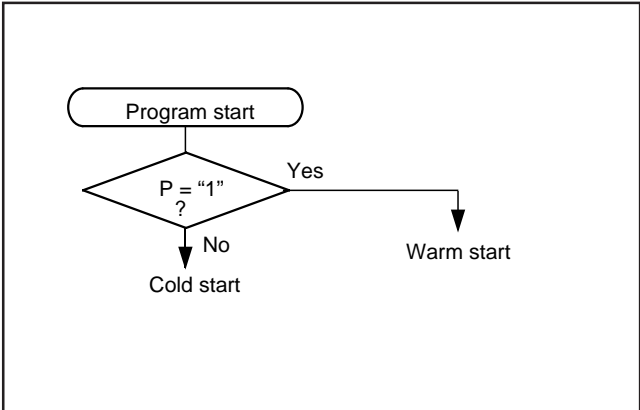 Program start
P = “1”
?
Yes
No
Warm start
Cold start